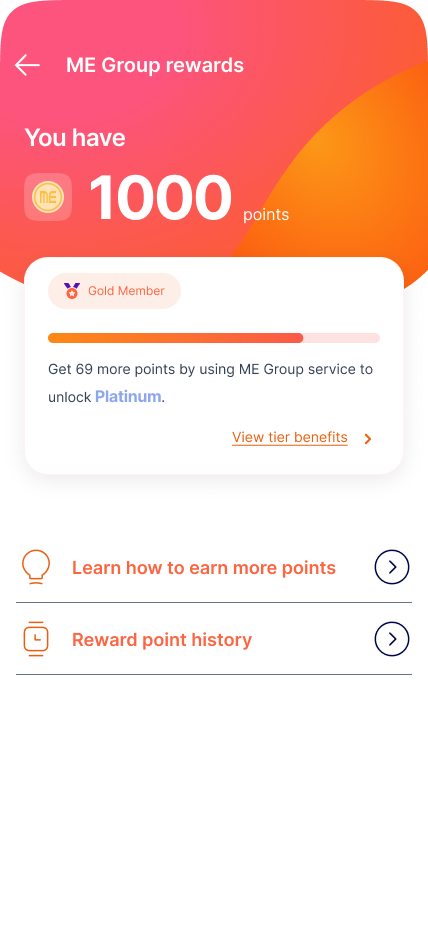 ME Group rewards
You have
ME
1000 points
Gold Member
Get 69 more points by using ME Group service to
unlock Platinum.
View tier benefits
Learn how to earn more points
Reward point history